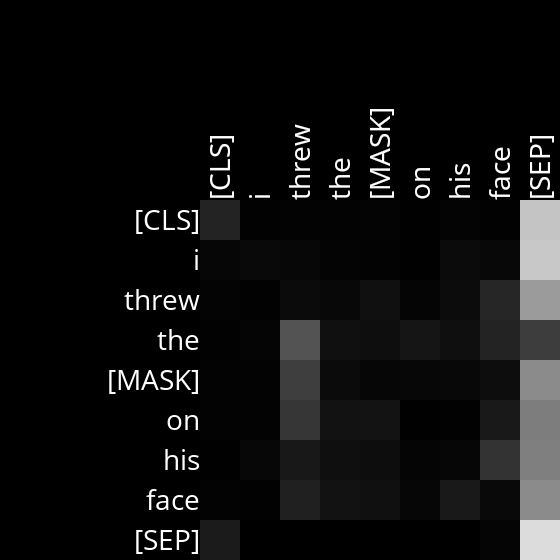 [CLS] i threw the [MASK] on his face [SEP]
[CLS]
i
threw
the
[MASK]
on
his
face
[SEP]